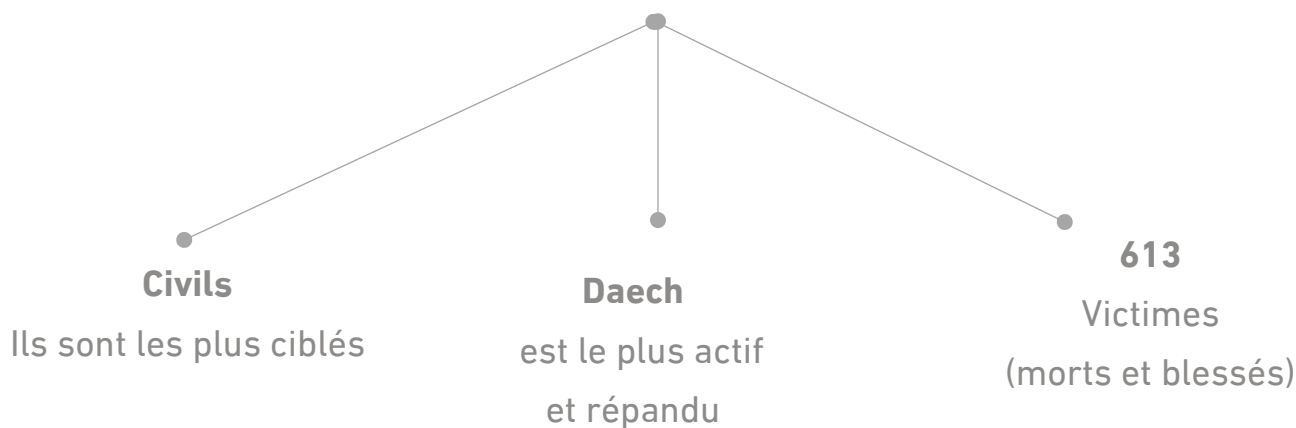 Civils
Ils sont les plus ciblés
Daech
est le plus actif
et répandu
613
Victimes
(morts et blessés)